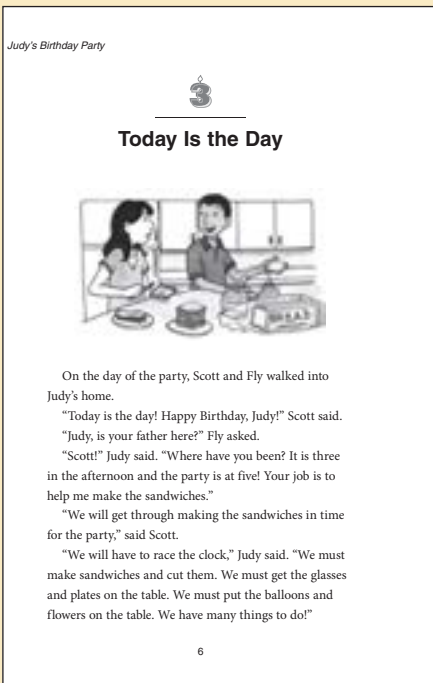 Judy's Birthday Party
3
Today Is the Day
On the day of the party, Scott and Fly walked into
Judy's home.
“Today is the day! Happy Birthday, Judy!” Scott said.
“Judy, is your father here?” Fly asked.
“Scott!” Judy said. “Where have you been? It is three
in the afternoon and the party is at five! Your job is to
help me make the sandwiches.”
“We will get through making the sandwiches in time
for the party,” said Scott.
“We will have to race the clock,” Judy said. “We must
make sandwiches and cut them. We must get the glasses
and plates on the table. We must put the balloons and
flowers on the table. We have many things to do!”
6